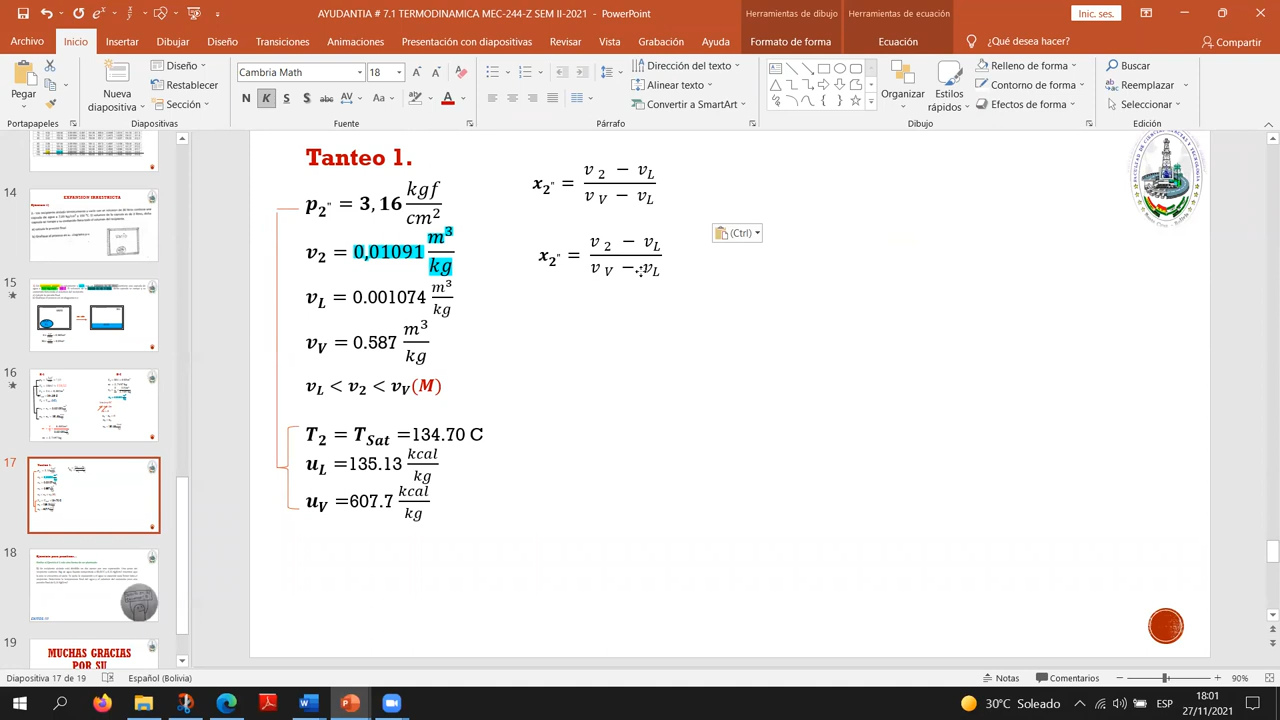 AYUDANTIA # 7.1 TERMODINAMICA MEC-244-Z SEM II-2021 - PowerPoint
Herramientas de dibujo
Herramientas de ecuación
Inic. ses.
Archivo Inicio Insertar Dibujar Diseño Transiciones Animaciones Presentación con diapositivas Revisar Vista Grabación Ayuda Formato de forma Ecuación ¿Qué desea hacer? Compartir
Pegar
Nueva diapositiva
Diseño
Restablecer
Sección
Cambria Math 18
N K S S abc AV Aa
Dirección del texto
Alinear texto
Convertir a SmartArt
Organizar
Estilos rápidos
Relleno de forma
Contorno de forma
Efectos de forma
Buscar
Reemplazar
Seleccionar
Portapapeles Diapositivas Fuente Párrafo Dibujo Edición
14
EXPANSION IRRESTRICTA
15
16
17
Tanteo 1.
18
19
MUCHAS GRACIAS
POR SU
Tanteo 1.
p2" = 3,16 kgf/cm²
v2 = 0,01091 m³/kg
vL = 0.001074 m³/kg
vV = 0.587 m³/kg
vL < v2 < vV(M)
T2 = TSat =134.70 C
uL =135.13 kcal/kg
uV =607.7 kcal/kg
x2" = (v2 − vL)/(vV − vL)
(Ctrl)
x2" = (v2 − vL)/(vV − vL)
Diapositiva 17 de 19
Español (Bolivia)
Notas
Comentarios
90%
30°C Soleado
ESP
18:01
27/11/2021